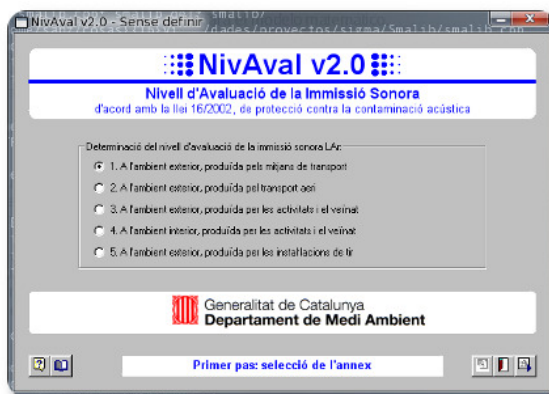 NivAval v2.0 - Sense definir
NivAval v2.0
Nivell d'Avaluació de la Immissió Sonora
d'acord amb la llei 16/2002, de protecció contra la contaminació acústica
Determinació del nivell d'avaluació de la immissió sonora LAr:
1. A l'ambient exterior, produïda pels mitjans de transport
2. A l'ambient exterior, produïda pel transport aeri
3. A l'ambient exterior, produïda per les activitats i el veïnat
4. A l'ambient interior, produïda per les activitats i el veïnat
5. A l'ambient exterior, produïda per les instal·lacions de tir
Generalitat de Catalunya
Departament de Medi Ambient
Primer pas: selecció de l'annex